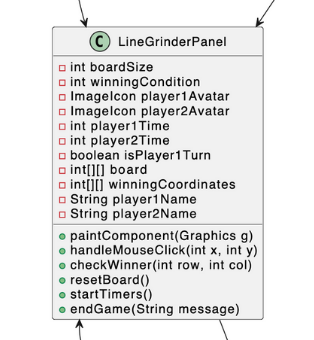 C LineGrinderPanel
int boardSize
int winningCondition
ImageIcon player1Avatar
ImageIcon player2Avatar
int player1Time
int player2Time
boolean isPlayer1Turn
int[][] board
int[][] winningCoordinates
String player1Name
String player2Name
paintComponent(Graphics g)
handleMouseClick(int x, int y)
checkWinner(int row, int col)
resetBoard()
startTimers()
endGame(String message)